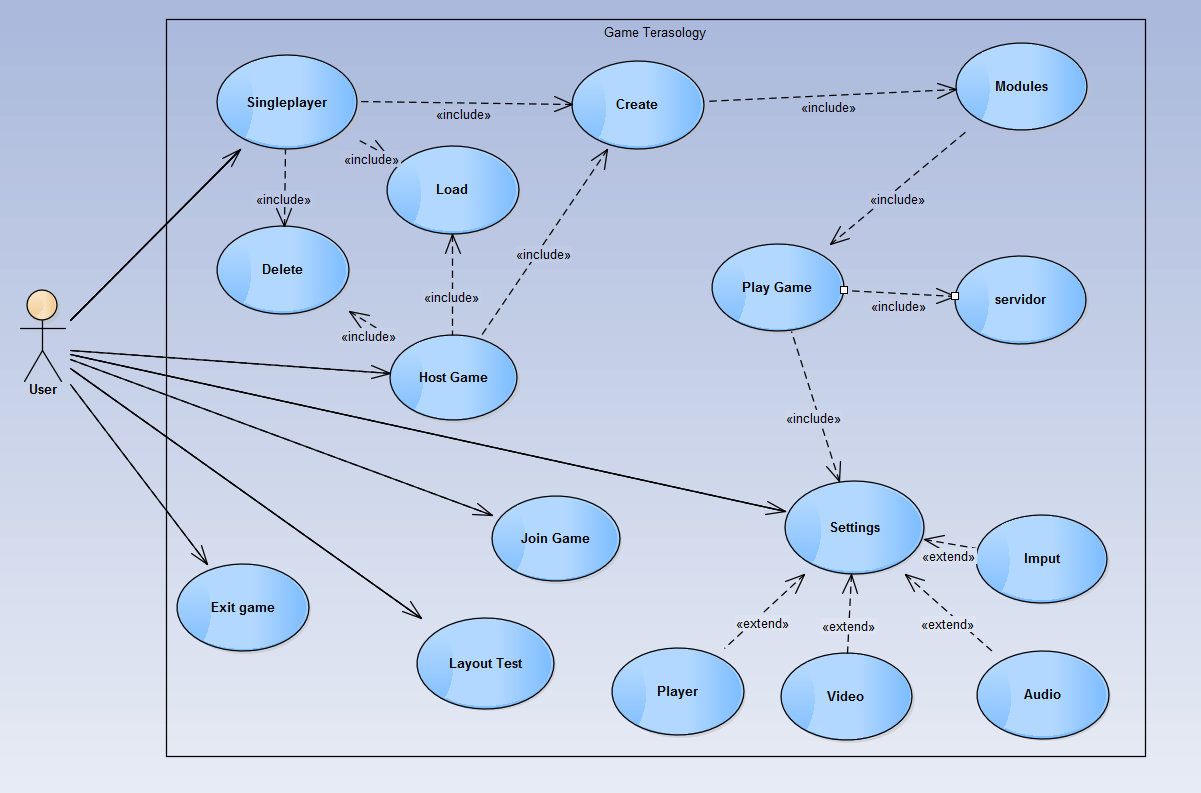 Game Terasology
Singleplayer
Create
Modules
«include»
«include»
«include»
Load
«include»
«include»
«include»
Delete
Play Game
servidor
«include»
«include»
«include»
Host Game
«include»
User
«include»
Settings
Join Game
Imput
«extend»
Exit game
«extend»
«extend»
«extend»
Layout Test
Player
Video
Audio